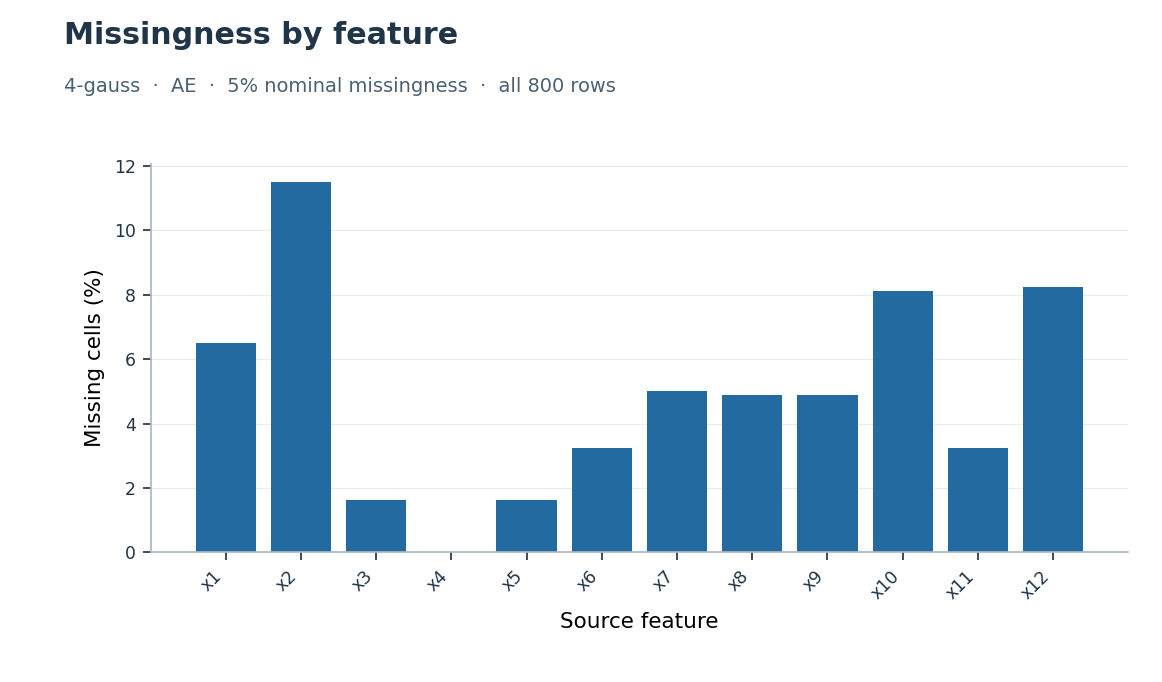 Missingness by feature
4-gauss · AE · 5% nominal missingness · all 800 rows
12
10
8
6
4
2
0
Missing cells (%)
x1 x2 x3 x4 x5 x6 x7 x8 x9 x10 x11 x12
Source feature